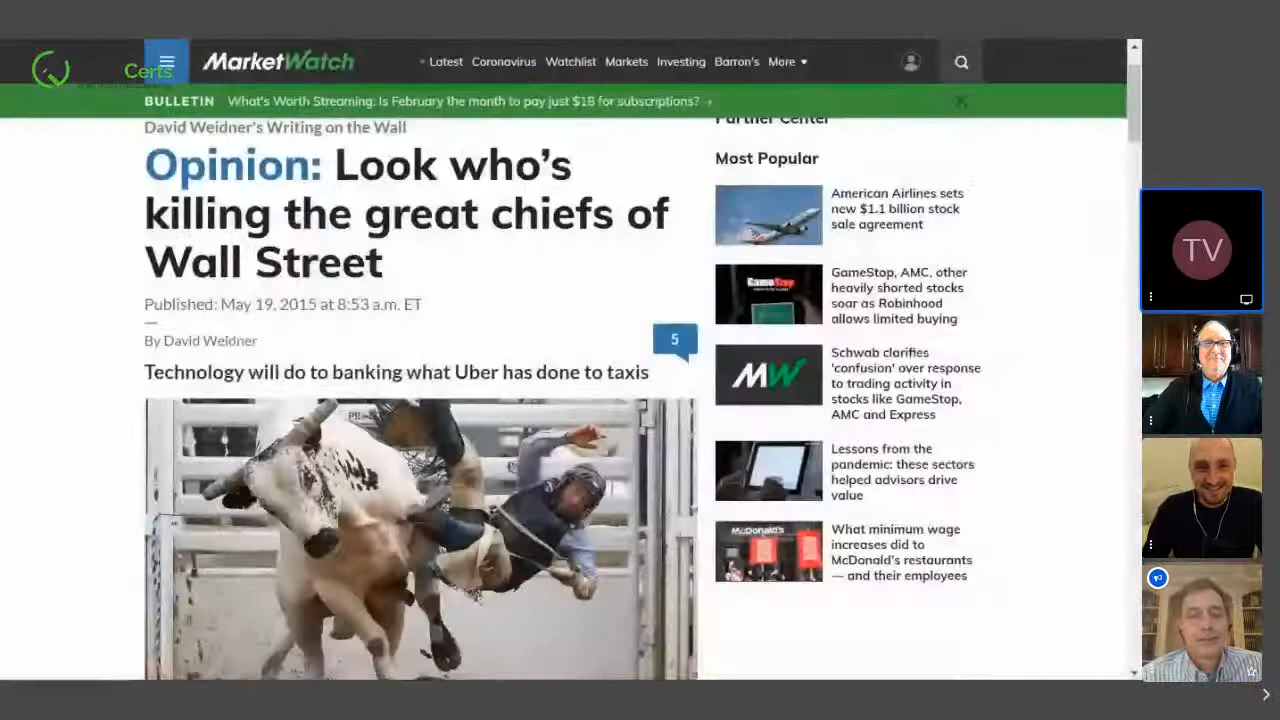 Certs
MarketWatch
Latest Coronavirus Watchlist Markets Investing Barron's More
BULLETIN What's Worth Streaming: Is February the month to pay just $18 for subscriptions?
David Weidner's Writing on the Wall
Opinion: Look who's
killing the great chiefs of
Wall Street
Published: May 19, 2015 at 8:53 a.m. ET
By David Weidner
5
Technology will do to banking what Uber has done to taxis
Partner Center
Most Popular
American Airlines sets
new $1.1 billion stock
sale agreement
GameStop
GameStop, AMC, other
heavily shorted stocks
soar as Robinhood
allows limited buying
MW
Schwab clarifies
'confusion' over response
to trading activity in
stocks like GameStop,
AMC and Express
Lessons from the
pandemic: these sectors
helped advisors drive
value
McDonald's
What minimum wage
increases did to
McDonald's restaurants
— and their employees
TV